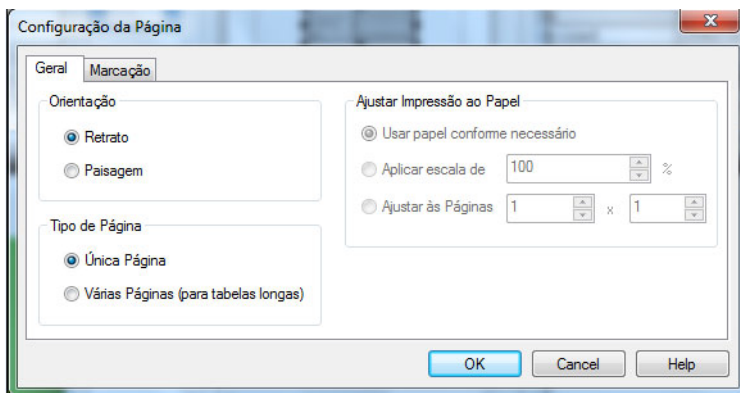 Configuração da Página
Geral
Marcação
Orientação
Retrato
Paisagem
Tipo de Página
Única Página
Várias Páginas (para tabelas longas)
Ajustar Impressão ao Papel
Usar papel conforme necessário
Aplicar escala de 100 %
Ajustar às Páginas 1 x 1
OK
Cancel
Help